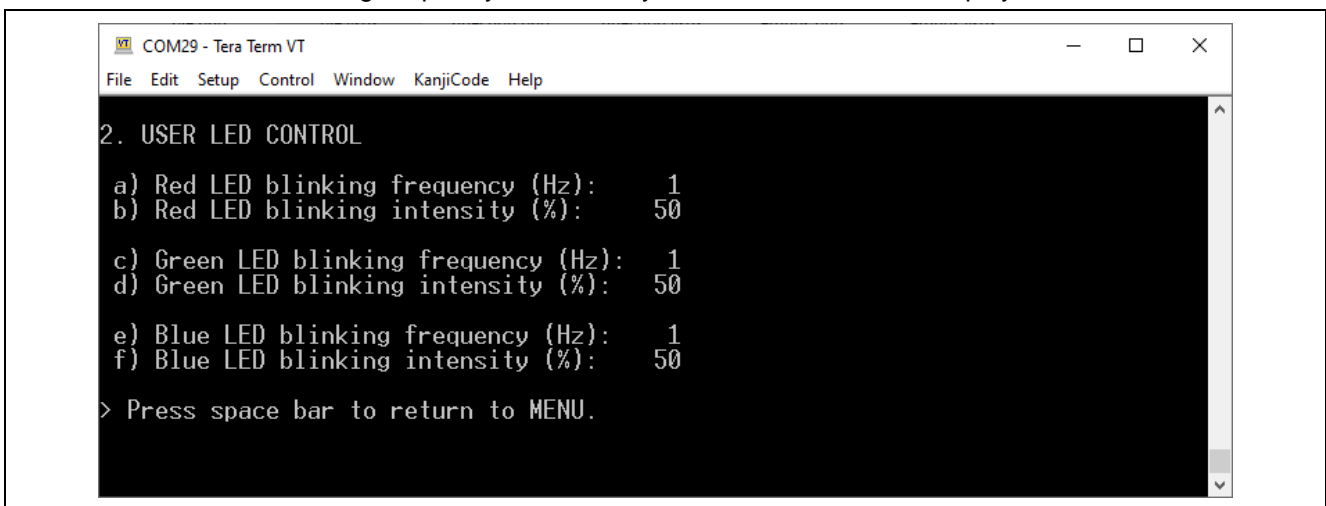 COM29 - Tera Term VT
File Edit Setup Control Window KanjiCode Help
2. USER LED CONTROL
a) Red LED blinking frequency (Hz): 1
b) Red LED blinking intensity (%): 50
c) Green LED blinking frequency (Hz): 1
d) Green LED blinking intensity (%): 50
e) Blue LED blinking frequency (Hz): 1
f) Blue LED blinking intensity (%): 50
> Press space bar to return to MENU.